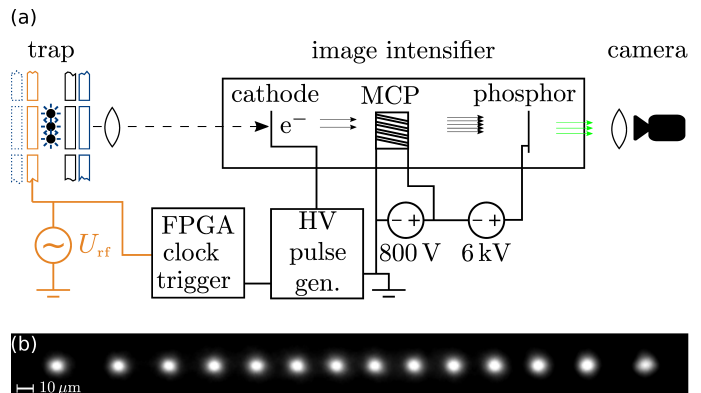 (a)
trap
image intensifier
camera
cathode
MCP
phosphor
e⁻
U_rf
FPGA
clock
trigger
HV
pulse
gen.
− +
800 V
− +
6 kV
(b)
10 μm